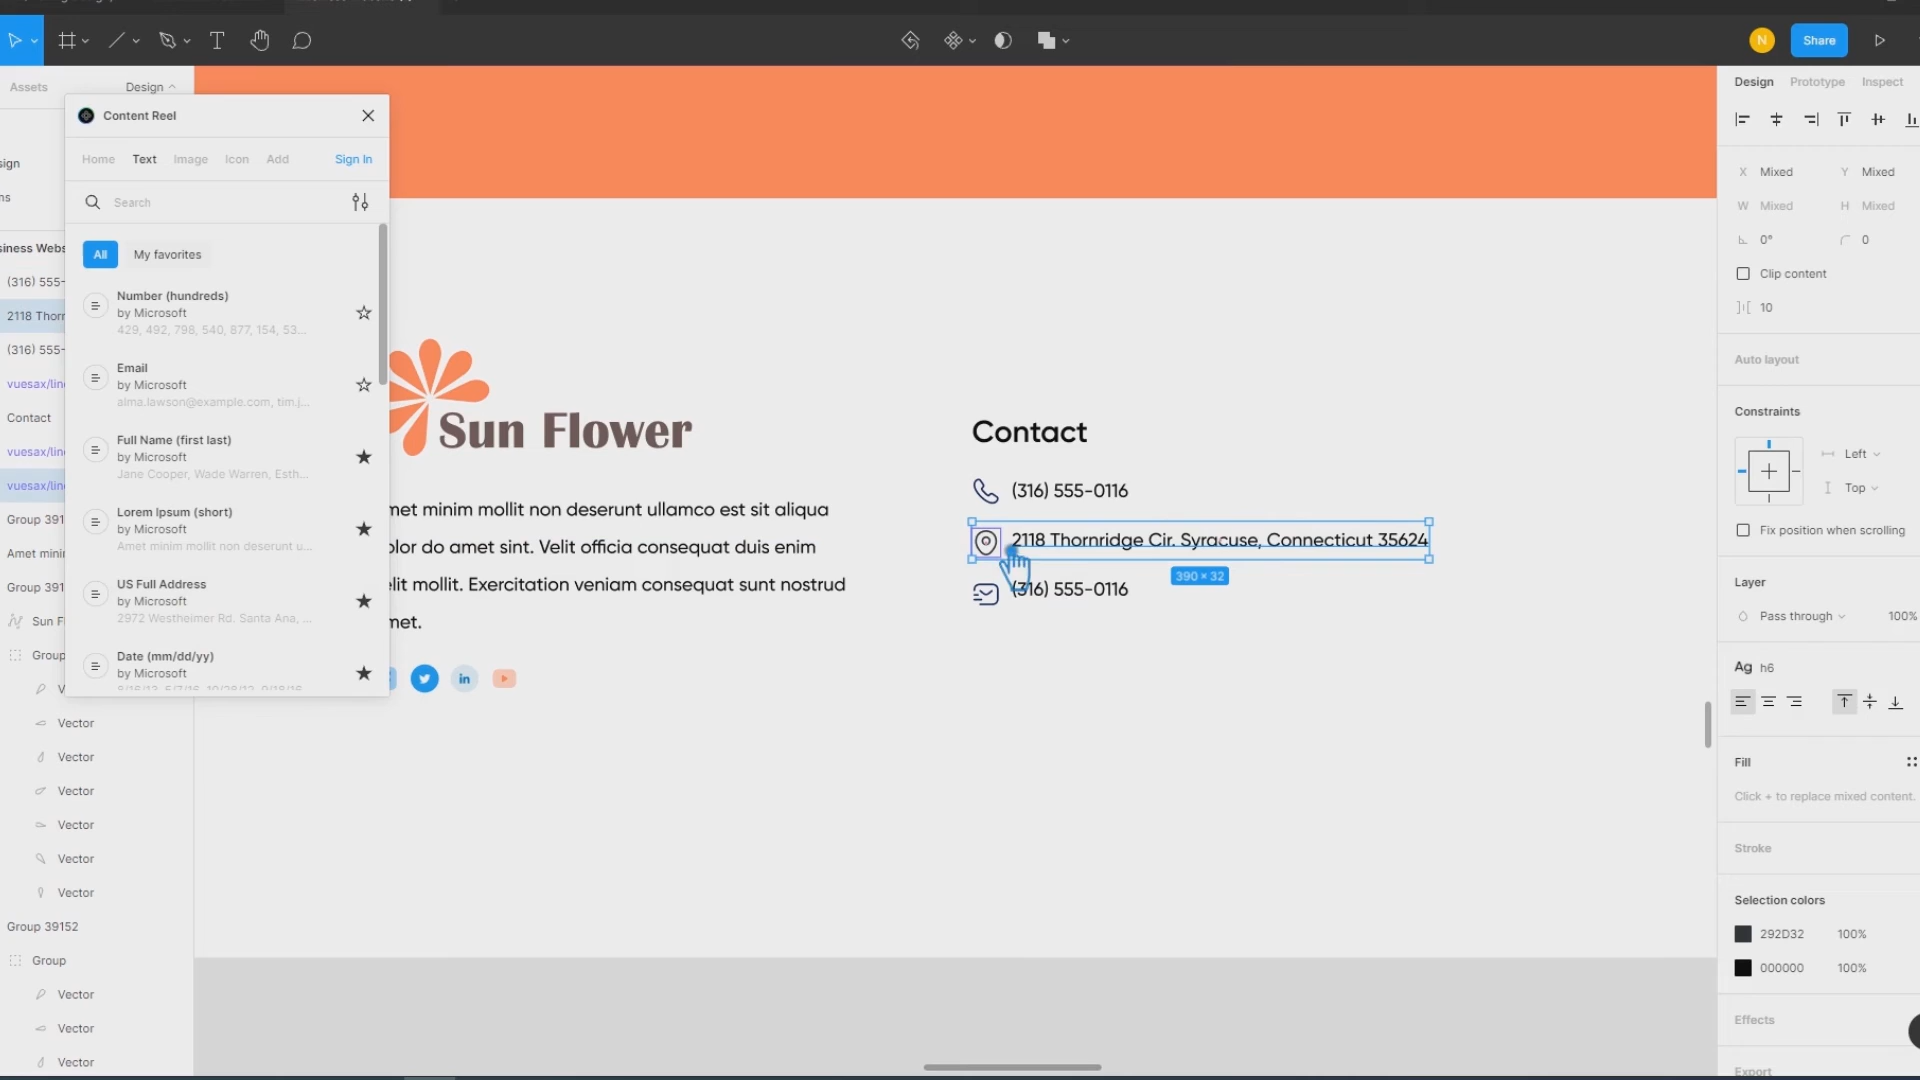 Share
Assets
Design
Content Reel
Home Text Image Icon Add Sign In
Search
All My favorites
Number (hundreds)
by Microsoft
429, 492, 798, 540, 877, 154, 53...
Email
by Microsoft
alma.lawson@example.com, tim.j...
Full Name (first last)
by Microsoft
Jane Cooper, Wade Warren, Esth...
Lorem Ipsum (short)
by Microsoft
Amet minim mollit non deserunt u...
US Full Address
by Microsoft
2972 Westheimer Rd. Santa Ana, ...
Date (mm/dd/yy)
by Microsoft
sign
ns
siness Webs
(316) 555-
2118 Thorn
(316) 555-
vuesax/line
Contact
vuesax/line
vuesax/line
Group 391
Amet minim
Group 391
Sun F
Group
V
Vector
Vector
Vector
Vector
Vector
Vector
Group 39152
Group
Vector
Vector
Vector
Sun Flower
met minim mollit non deserunt ullamco est sit aliqua
olor do amet sint. Velit officia consequat duis enim
elit mollit. Exercitation veniam consequat sunt nostrud
met.
in
Contact
(316) 555-0116
2118 Thornridge Cir. Syracuse, Connecticut 35624
390 × 32
(316) 555-0116
N
Design Prototype Inspect
X Mixed Y Mixed
W Mixed H Mixed
0° 0
Clip content
10
Auto layout
Constraints
Left
Top
Fix position when scrolling
Layer
Pass through 100%
Ag h6
Fill
Click + to replace mixed content.
Stroke
Selection colors
292D32 100%
000000 100%
Effects
Export